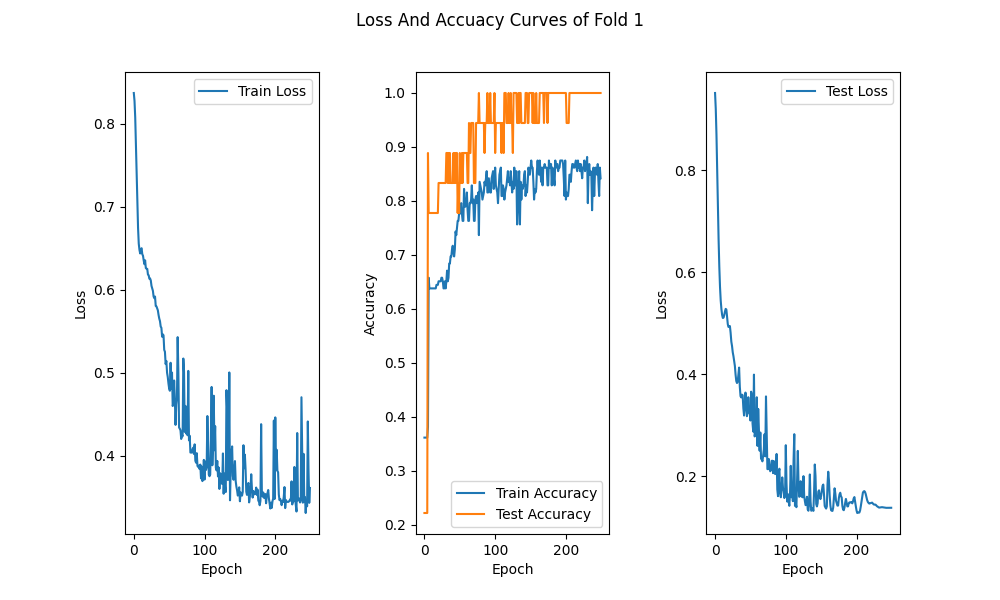 Loss And Accuacy Curves of Fold 1
Train Loss
0.8
0.7
0.6
0.5
0.4
Loss
0
100
200
Epoch
1.0
0.9
0.8
0.7
0.6
0.5
0.4
0.3
0.2
Accuracy
Train Accuracy
Test Accuracy
0
100
200
Epoch
Test Loss
0.8
0.6
0.4
0.2
Loss
0
100
200
Epoch